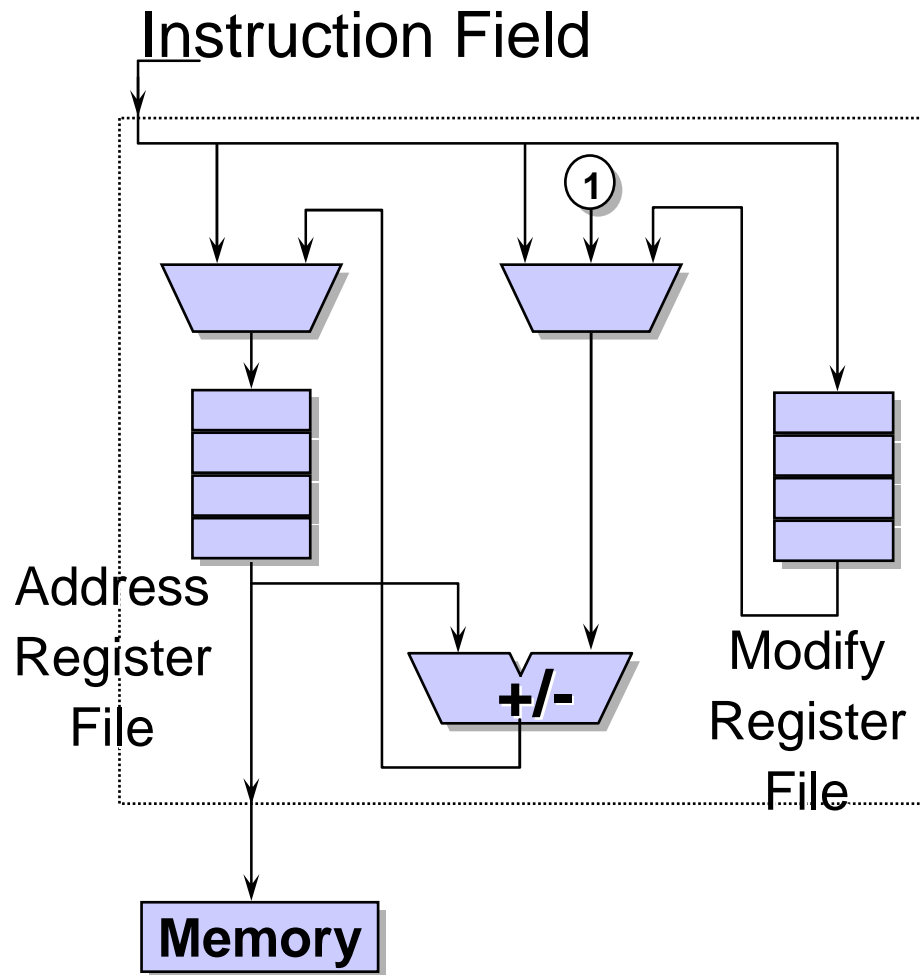 Instruction Field
1
Address
Register
File
+/-
Modify
Register
File
Memory